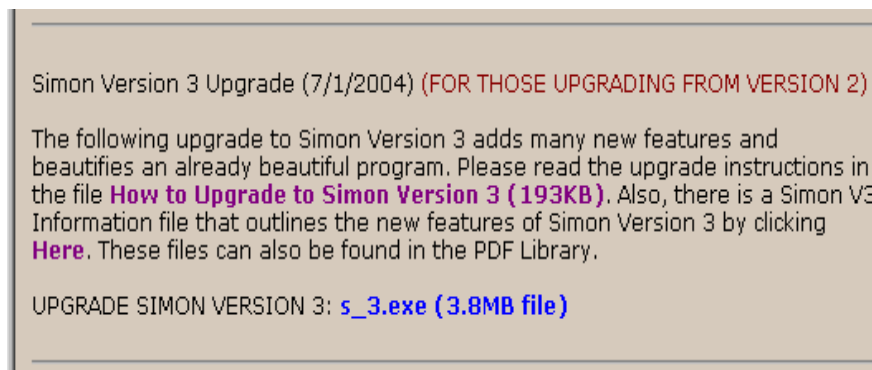 Simon Version 3 Upgrade (7/1/2004) (FOR THOSE UPGRADING FROM VERSION 2)
The following upgrade to Simon Version 3 adds many new features and
beautifies an already beautiful program. Please read the upgrade instructions in
the file How to Upgrade to Simon Version 3 (193KB). Also, there is a Simon V3
Information file that outlines the new features of Simon Version 3 by clicking
Here. These files can also be found in the PDF Library.
UPGRADE SIMON VERSION 3: s_3.exe (3.8MB file)